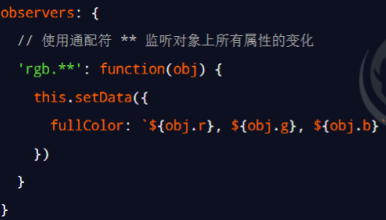 observers: {
// 使用通配符 ** 监听对象上所有属性的变化
'rgb.**': function(obj) {
this.setData({
fullColor: `${obj.r}, ${obj.g}, ${obj.b}
})
}
}